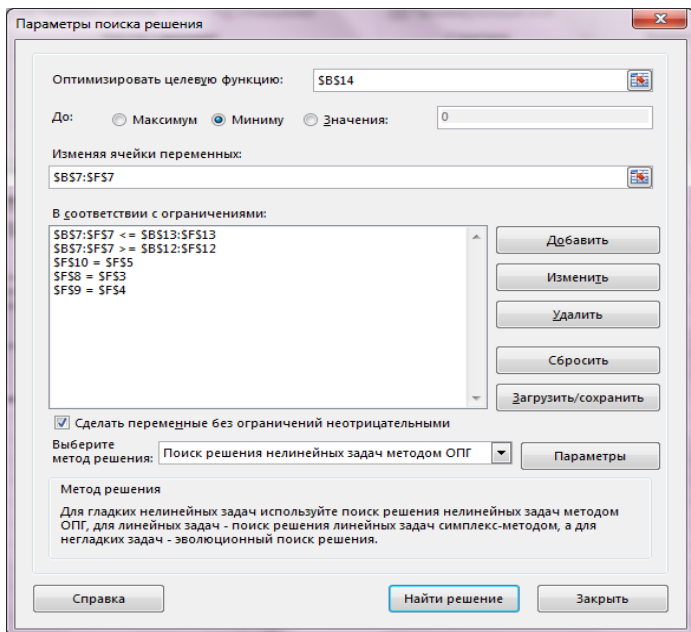 Параметры поиска решения
Оптимизировать целевую функцию: $B$14
До: Максимум Миниму Значения: 0
Изменяя ячейки переменных:
$B$7:$F$7
В соответствии с ограничениями:
$B$7:$F$7 <= $B$13:$F$13
$B$7:$F$7 >= $B$12:$F$12
$F$10 = $F$5
$F$8 = $F$3
$F$9 = $F$4
Добавить
Изменить
Удалить
Сбросить
Загрузить/сохранить
Сделать переменные без ограничений неотрицательными
Выберите
метод решения: Поиск решения нелинейных задач методом ОПГ Параметры
Метод решения
Для гладких нелинейных задач используйте поиск решения нелинейных задач методом
ОПГ, для линейных задач - поиск решения линейных задач симплекс-методом, а для
негладких задач - эволюционный поиск решения.
Справка Найти решение Закрыть